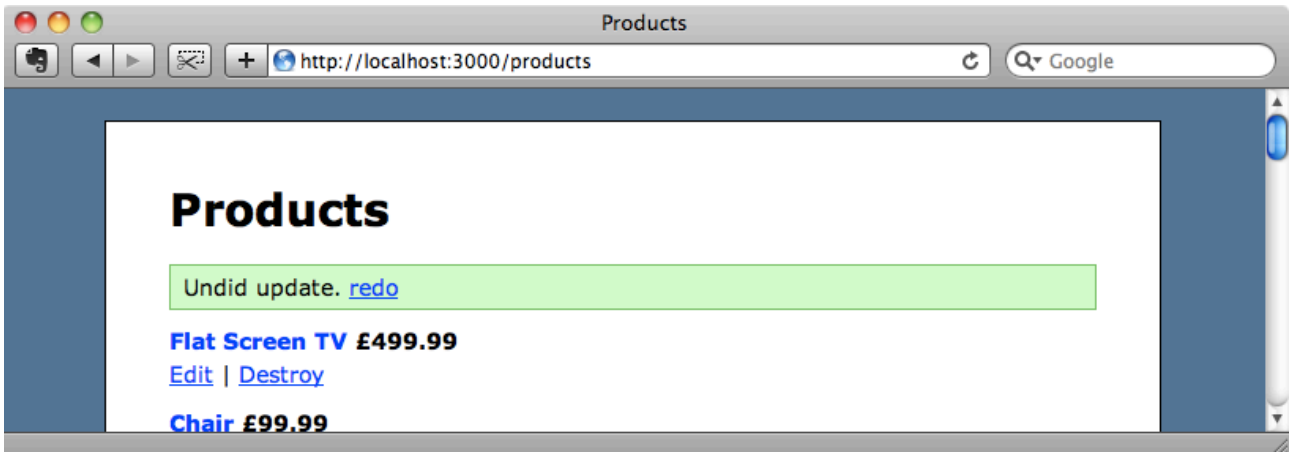 Products
http://localhost:3000/products
Google
Products
Undid update. redo
Flat Screen TV £499.99
Edit | Destroy
Chair £99.99